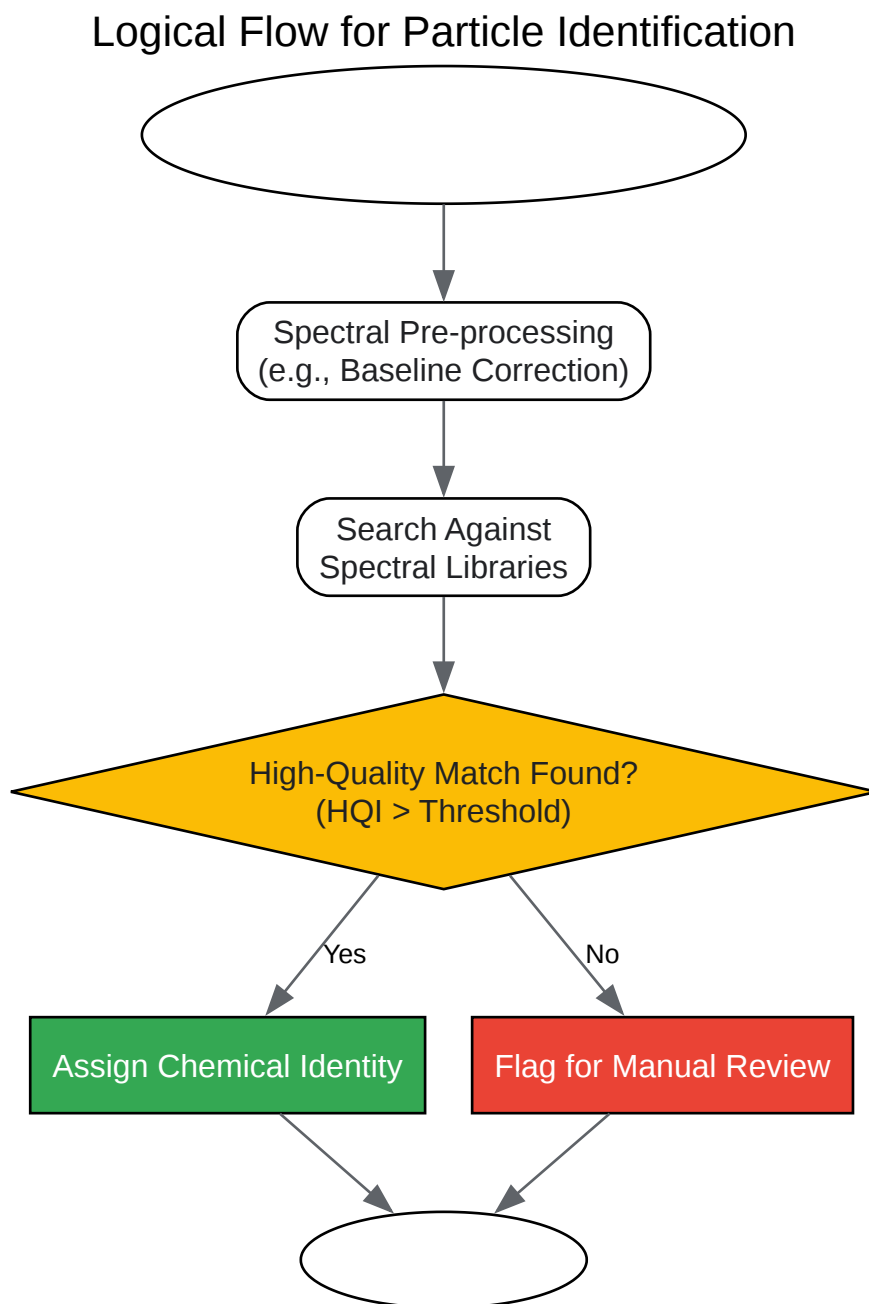 Logical Flow for Particle Identification
Spectral Pre-processing
(e.g., Baseline Correction)
Search Against
Spectral Libraries
High-Quality Match Found?
(HQI > Threshold)
Yes
No
Assign Chemical Identity
Flag for Manual Review